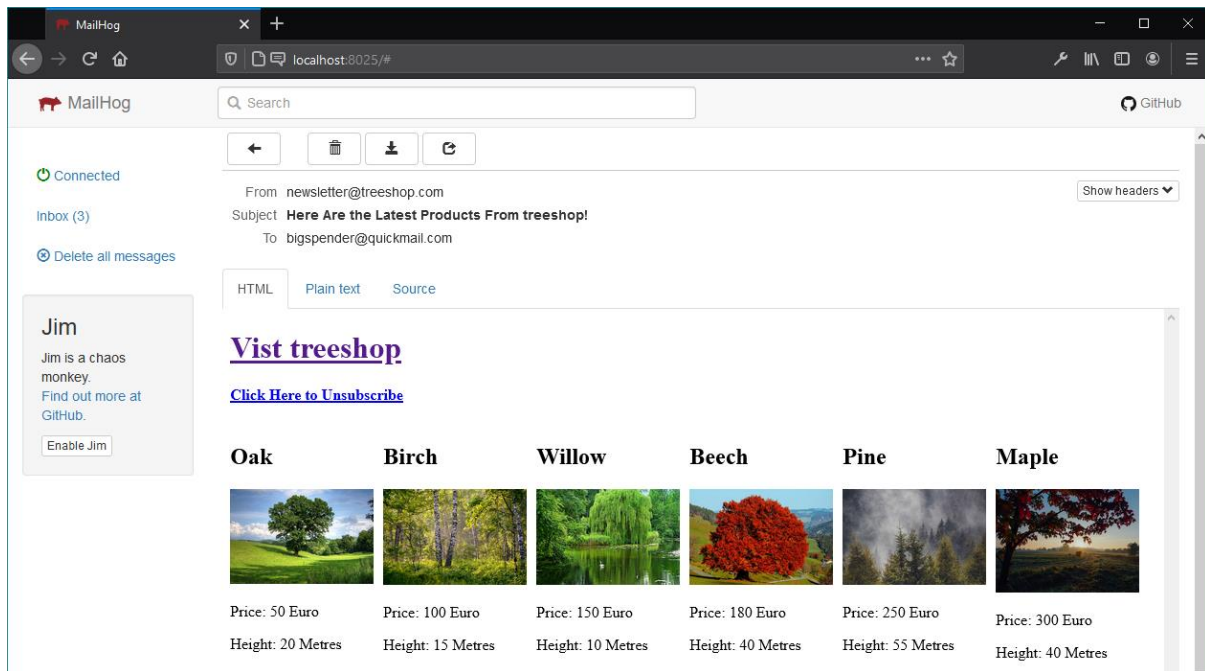 MailHog
localhost:8025/#
MailHog
Search
GitHub
Connected
Inbox (3)
Delete all messages
Jim
Jim is a chaos
monkey.
Find out more at
GitHub.
Enable Jim
From newsletter@treeshop.com
Show headers
Subject Here Are the Latest Products From treeshop!
To bigspender@quickmail.com
HTML Plain text Source
Vist treeshop
Click Here to Unsubscribe
Oak Birch Willow Beech Pine Maple
Price: 50 Euro Price: 100 Euro Price: 150 Euro Price: 180 Euro Price: 250 Euro Price: 300 Euro
Height: 20 Metres Height: 15 Metres Height: 10 Metres Height: 40 Metres Height: 55 Metres Height: 40 Metres